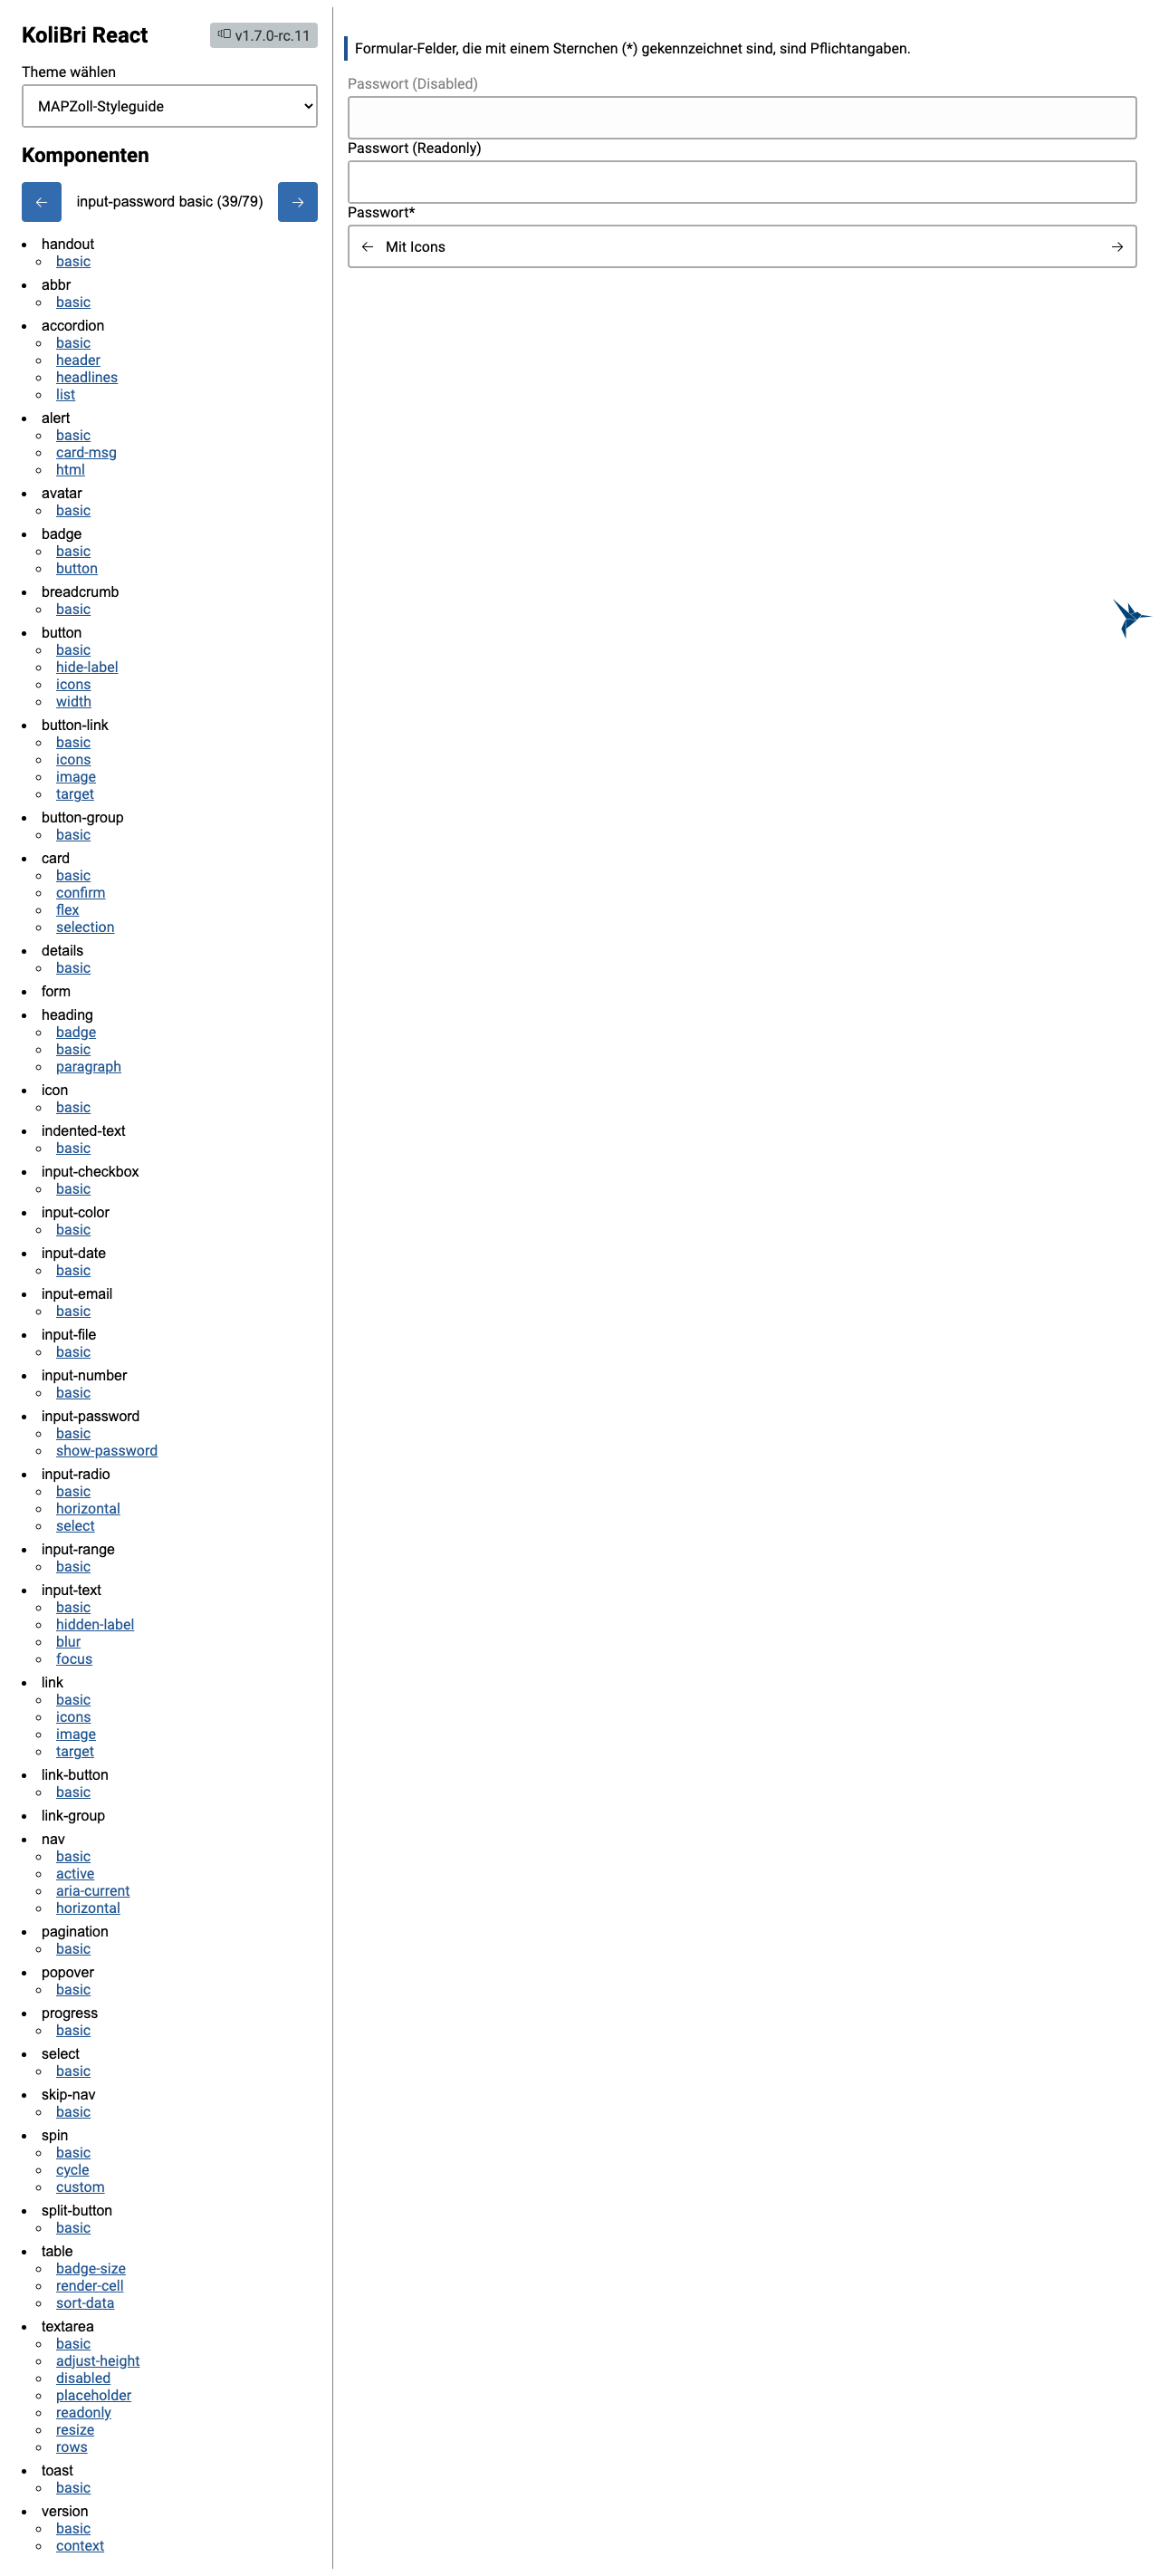 KoliBri React
v1.7.0-rc.11
Theme wählen
MAPZoll-Styleguide
Komponenten
← input-password basic (39/79) →
handout
basic
abbr
basic
accordion
basic
header
headlines
list
alert
basic
card-msg
html
avatar
basic
badge
basic
button
breadcrumb
basic
button
basic
hide-label
icons
width
button-link
basic
icons
image
target
button-group
basic
card
basic
confirm
flex
selection
details
basic
form
heading
badge
basic
paragraph
icon
basic
indented-text
basic
input-checkbox
basic
input-color
basic
input-date
basic
input-email
basic
input-file
basic
input-number
basic
input-password
basic
show-password
input-radio
basic
horizontal
select
input-range
basic
input-text
basic
hidden-label
blur
focus
link
basic
icons
image
target
link-button
basic
link-group
nav
basic
active
aria-current
horizontal
pagination
basic
popover
basic
progress
basic
select
basic
skip-nav
basic
spin
basic
cycle
custom
split-button
basic
table
badge-size
render-cell
sort-data
textarea
basic
adjust-height
disabled
placeholder
readonly
resize
rows
toast
basic
version
basic
context
Formular-Felder, die mit einem Sternchen (*) gekennzeichnet sind, sind Pflichtangaben.
Passwort (Disabled)
Passwort (Readonly)
Passwort*
← Mit Icons →